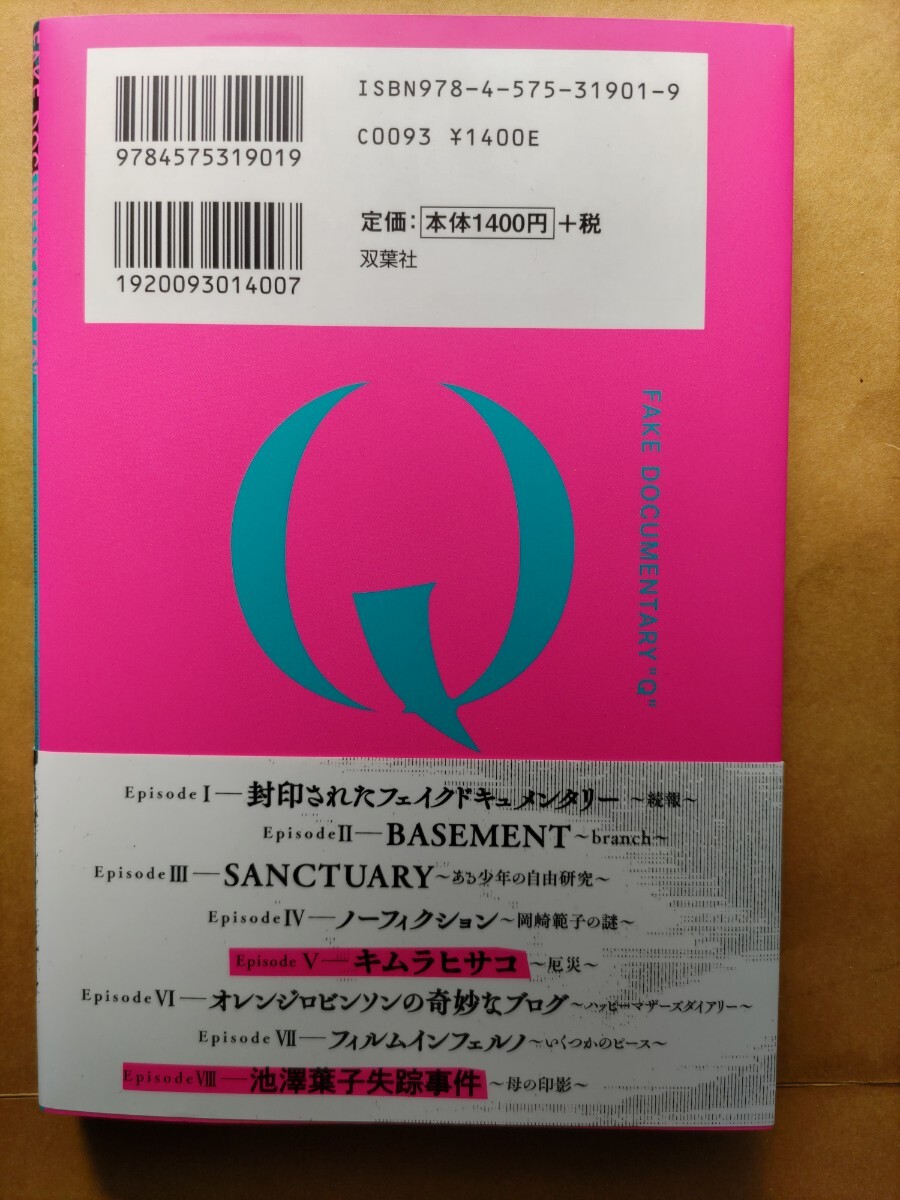 ISBN978-4-575-31901-9
C0093 ¥1400E
9784575319019
定価：本体1400円+税
双葉社
1920093014007
FAKE DOCUMENTARY "Q"
Q
Episode Ⅰ—封印されたフェイクドキュメンタリー ～続報～
Episode Ⅱ—BASEMENT～branch～
Episode Ⅲ—SANCTUARY～ある少年の自由研究～
Episode Ⅳ—ノーフィクション～岡崎範子の謎～
Episode Ⅴ—キムラヒサコ ～厄災～
Episode Ⅵ—オレンジロビンソンの奇妙なブログ～ハッピーマザーズダイアリー～
Episode Ⅶ—フィルムインフェルノ～いくつかのピース～
Episode Ⅷ—池澤葉子失踪事件～母の印影～